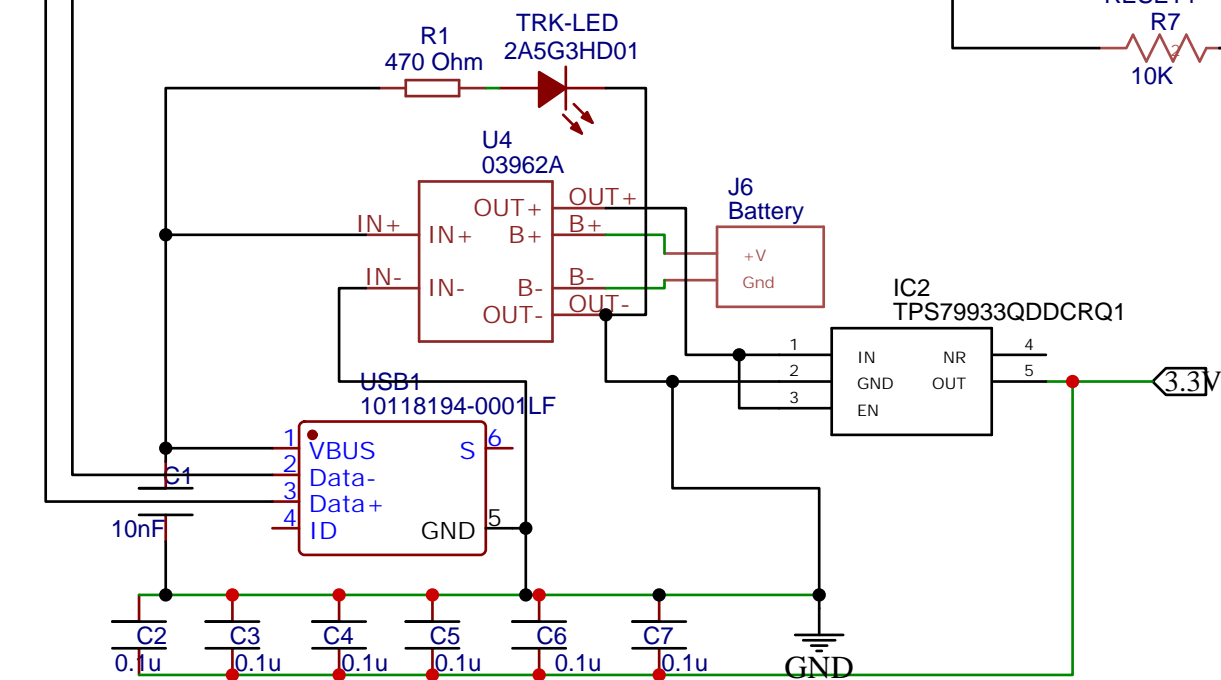 R7
2
10K
TRK-LED
2A5G3HD01
R1
470 Ohm
U4
03962A
OUT+
OUT+
IN+
IN+
B+
B+
IN-
IN-
B-
B-
OUT-
OUT-
J6
Battery
+V
Gnd
IC2
TPS79933QDDCRQ1
1
IN
NR
4
2
GND
OUT
5
3
EN
3.3V
USB1
10118194-0001LF
1
VBUS
S
6
2
Data-
3
Data+
4
ID
GND
5
C1
10nF
C2
0.1u
C3
0.1u
C4
0.1u
C5
0.1u
C6
0.1u
C7
0.1u
GND